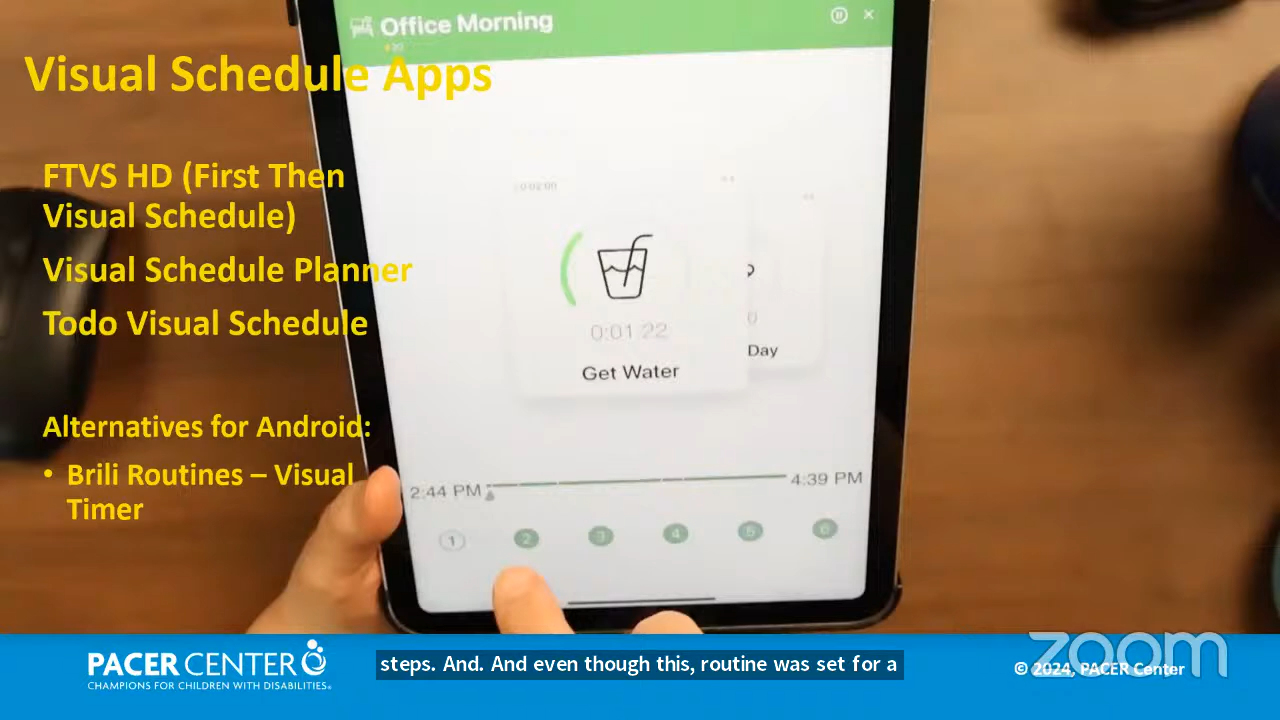 Office Morning
Visual Schedule Apps
FTVS HD (First Then
Visual Schedule)
Visual Schedule Planner
Todo Visual Schedule
Alternatives for Android:
• Brili Routines – Visual
Timer
0:02:00
0:01:22
Get Water
Day
2:44 PM
4:39 PM
1 2 3 4 5 6
PACER CENTER
CHAMPIONS FOR CHILDREN WITH DISABILITIES.
steps. And. And even though this, routine was set for a
© 2024, PACER Center
zoom